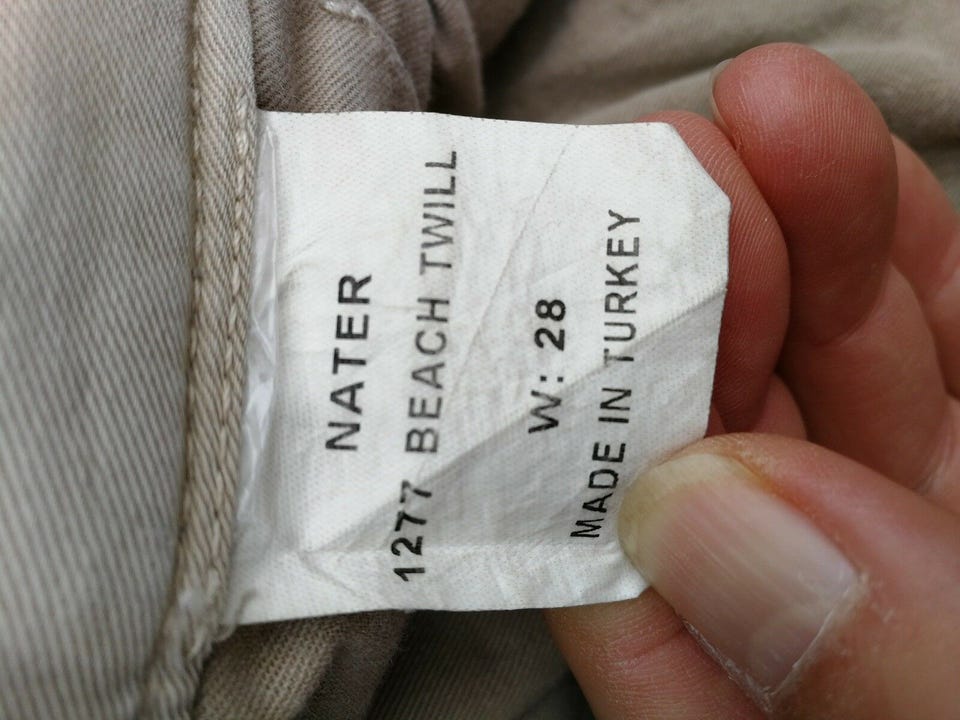 NATER
1277 BEACH TWILL
W: 28
MADE IN TURKEY